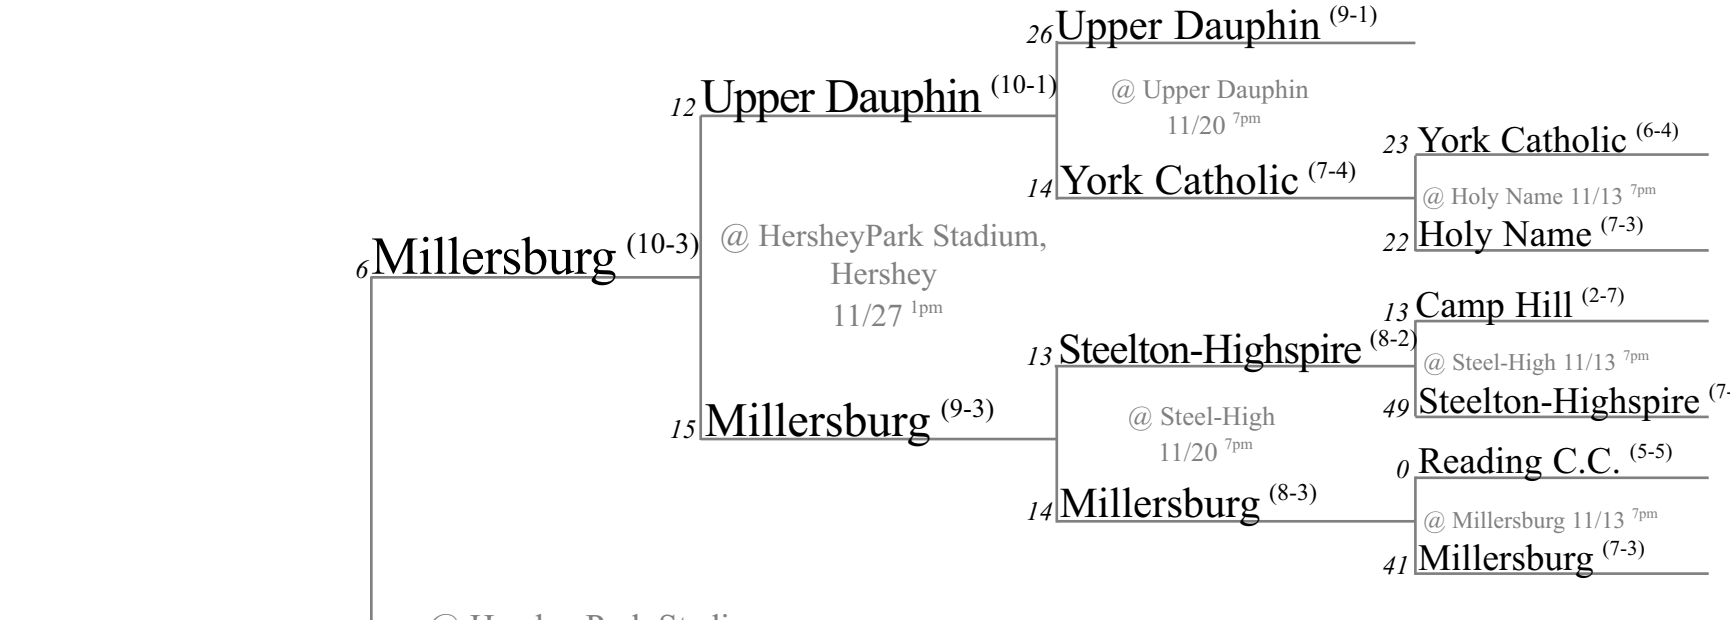 26 Upper Dauphin (9-1)
12 Upper Dauphin (10-1)
@ Upper Dauphin
11/20 7pm
23 York Catholic (6-4)
14 York Catholic (7-4)
@ Holy Name 11/13 7pm
22 Holy Name (7-3)
6 Millersburg (10-3)
@ HersheyPark Stadium,
Hershey
11/27 1pm
13 Camp Hill (2-7)
13 Steelton-Highspire (8-2)
@ Steel-High 11/13 7pm
49 Steelton-Highspire (7-
15 Millersburg (9-3)
@ Steel-High
11/20 7pm
0 Reading C.C. (5-5)
14 Millersburg (8-3)
@ Millersburg 11/13 7pm
41 Millersburg (7-3)